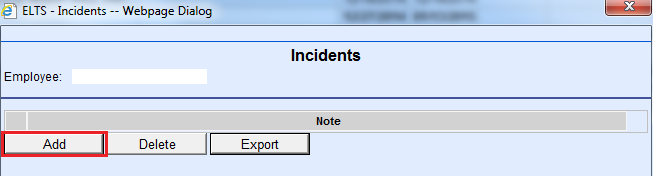 ELTS - Incidents -- Webpage Dialog
Incidents
Employee:
Note
Add Delete Export